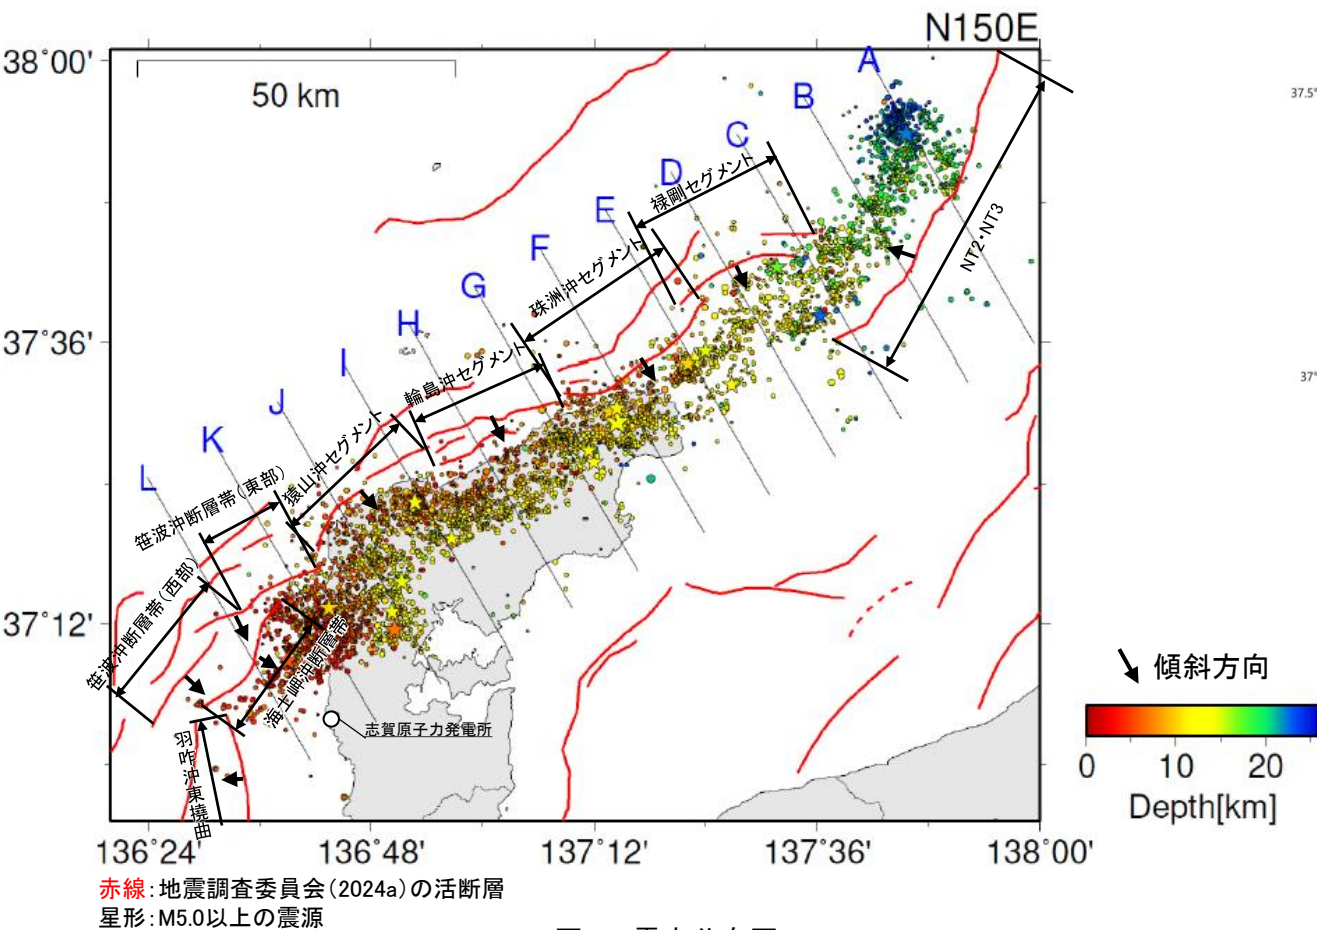 N150E
38°00'
50 km
37.5°
37°36'
37°
37°12'
A
B
C
D
E
F
G
H
I
J
K
L
禄剛セグメント
珠洲沖セグメント
輪島沖セグメント
猿山沖セグメント
笹波沖断層帯(東部)
笹波沖断層帯(西部)
海士岬沖断層帯
羽咋沖東撓曲
NT2・NT3
志賀原子力発電所
傾斜方向
0 10 20
Depth[km]
136°24'
136°48'
137°12'
137°36'
138°00'
赤線:地震調査委員会(2024a)の活断層
星形:M5.0以上の震源